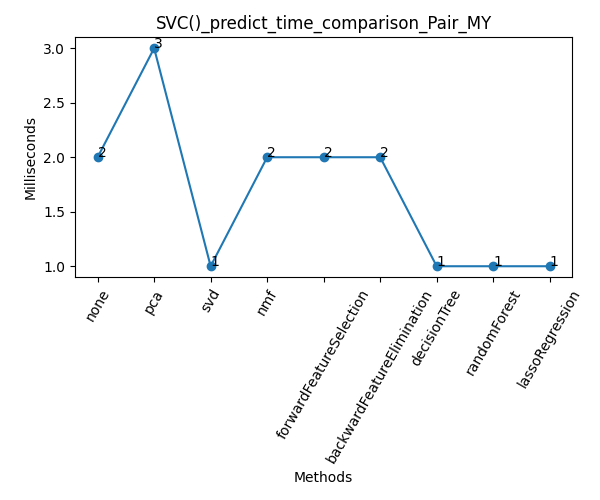 SVC()_predict_time_comparison_Pair_MY
Milliseconds
3.0
2.5
2.0
1.5
1.0
2
3
1
2
2
2
1
1
1
none
pca
svd
nmf
forwardFeatureSelection
backwardFeatureElimination
decisionTree
randomForest
lassoRegression
Methods